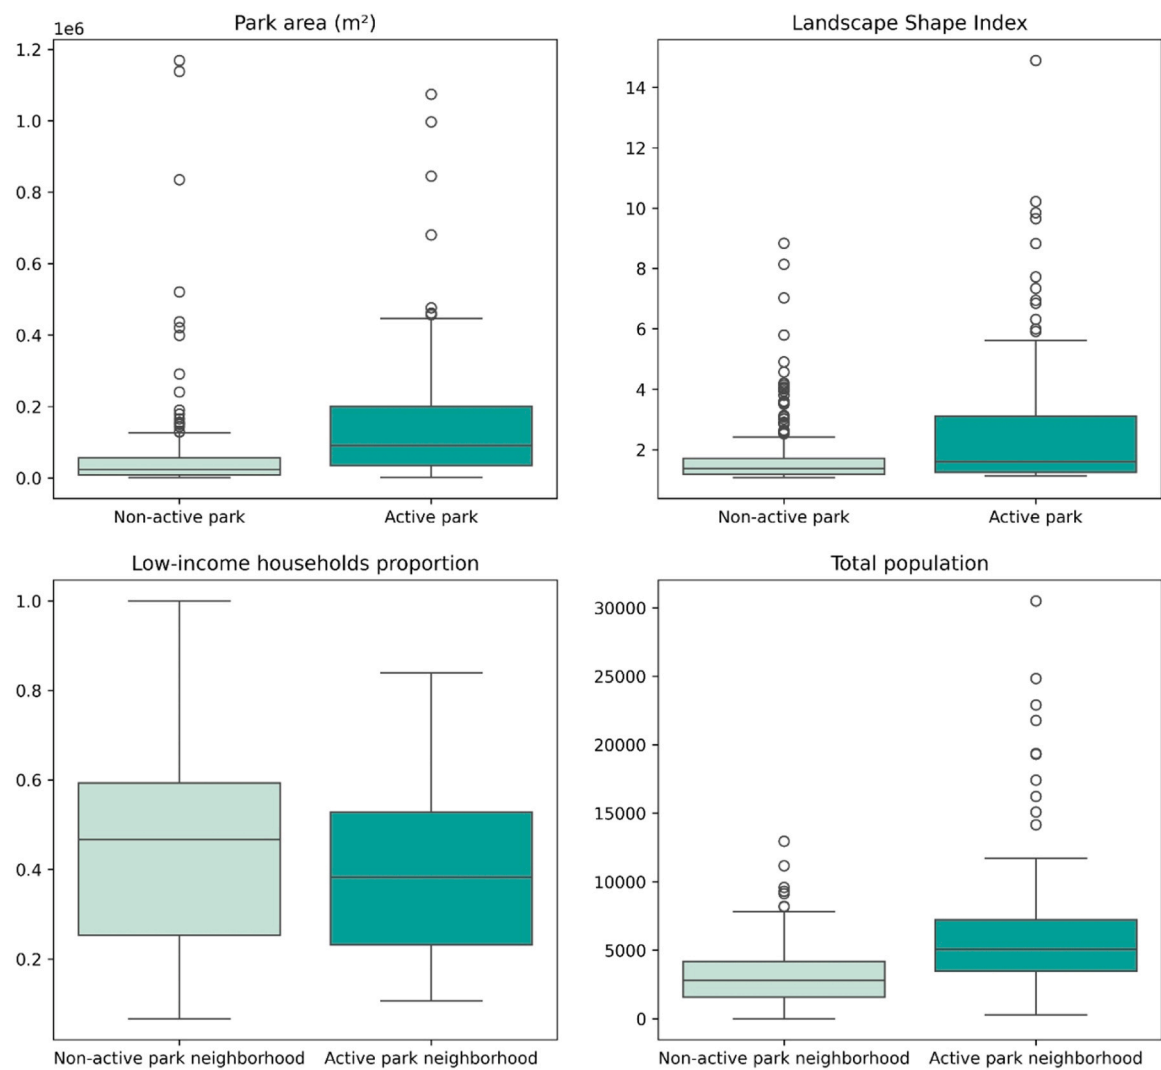 Park area (m²)
1e6
1.2
1.0
0.8
0.6
0.4
0.2
0.0
Non-active park
Active park
Landscape Shape Index
14
12
10
8
6
4
2
Non-active park
Active park
Low-income households proportion
1.0
0.8
0.6
0.4
0.2
Non-active park neighborhood
Active park neighborhood
Total population
30000
25000
20000
15000
10000
5000
0
Non-active park neighborhood
Active park neighborhood